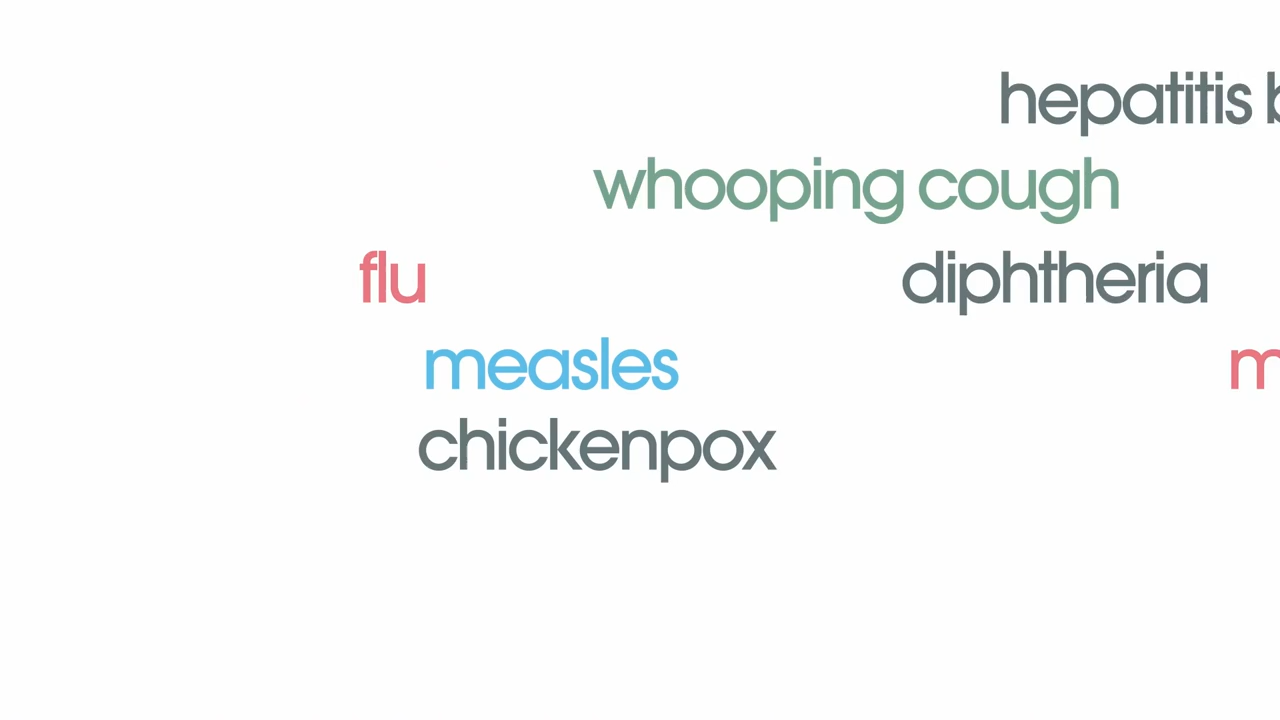 hepatitis b
whooping cough
flu
diphtheria
measles
chickenpox